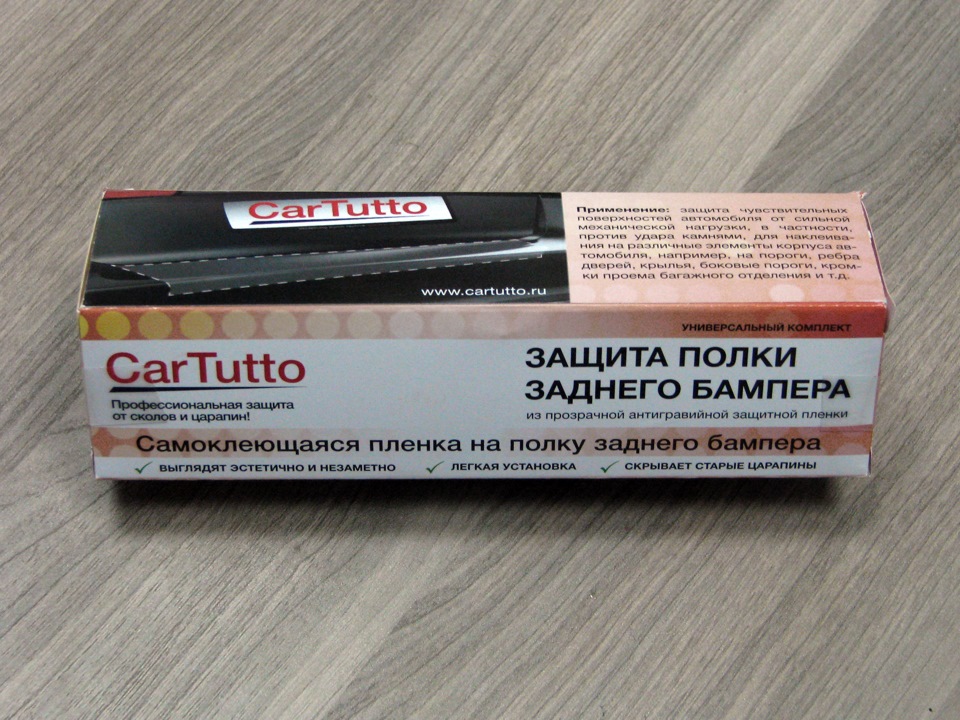 CarTutto
www.cartutto.ru
Применение: защита чувствительных
поверхностей автомобиля от сильной
механической нагрузки, в частности,
против удара камнями, для наклеива-
ния на различные элементы корпуса ав-
томобиля, например, на пороги, ребра
дверей, крылья, боковые пороги, кром-
ки проема багажного отделения и т.д.
УНИВЕРСАЛЬНЫЙ КОМПЛЕКТ
CarTutto
Профессиональная защита
от сколов и царапин!
ЗАЩИТА ПОЛКИ
ЗАДНЕГО БАМПЕРА
из прозрачной антигравийной защитной пленки
Самоклеющаяся пленка на полку заднего бампера
ВЫГЛЯДЯТ ЭСТЕТИЧНО И НЕЗАМЕТНО
ЛЕГКАЯ УСТАНОВКА
СКРЫВАЕТ СТАРЫЕ ЦАРАПИНЫ